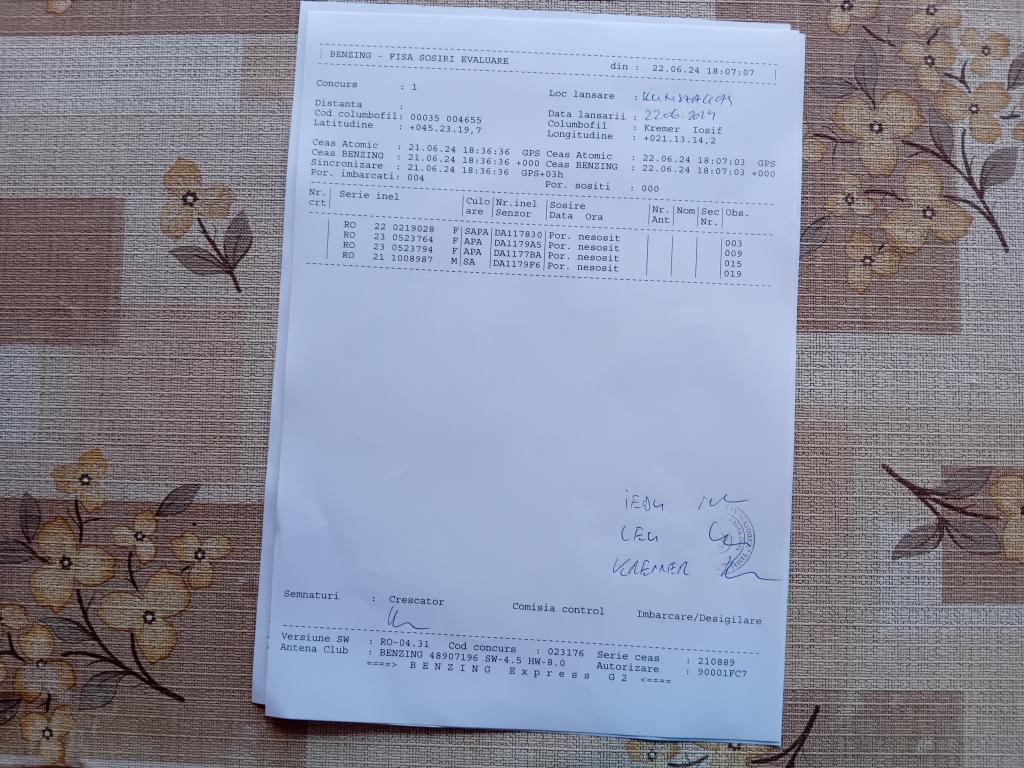 BENZING - FISA SOSIRI EVALUARE din : 22.06.24 18:07:07
Concurs : 1 Loc lansare :
Distanta : Data lansarii : 22.06.2024
Cod columbofil: 00035 004655 Columbofil : Kremer Iosif
Latitudine : +045.23.19,7 Longitudine : +021.13.14,2
Ceas Atomic : 21.06.24 18:36:36 GPS Ceas Atomic : 22.06.24 18:07:03 GPS
Ceas BENZING : 21.06.24 18:36:36 +000 Ceas BENZING : 22.06.24 18:07:03 +000
Sincronizare : 21.06.24 18:36:36 GPS+03h
Por. imbarcati: 004 Por. sositi : 000
Nr. Serie inel Culo Nr.inel Sosire Nr. Nom Sec Obs.
crt are Senzor Data Ora Ant Nr.
RO 22 0219028 F SAPA DA117830 Por. nesosit 003
RO 23 0523764 F APA DA1179A5 Por. nesosit 009
RO 23 0523794 F APA DA1177BA Por. nesosit 015
RO 21 1008987 M SA DA1179F6 Por. nesosit 019
KREMER
Semnaturi : Crescator Comisia control Imbarcare/Desigilare
Versiune SW : RO-04.31 Cod concurs : 023176 Serie ceas : 210889
Antena Club : BENZING 48907196 SW-4.5 HW-8.0 Autorizare : 90001FC7
====> B E N Z I N G E x p r e s s G 2 <====